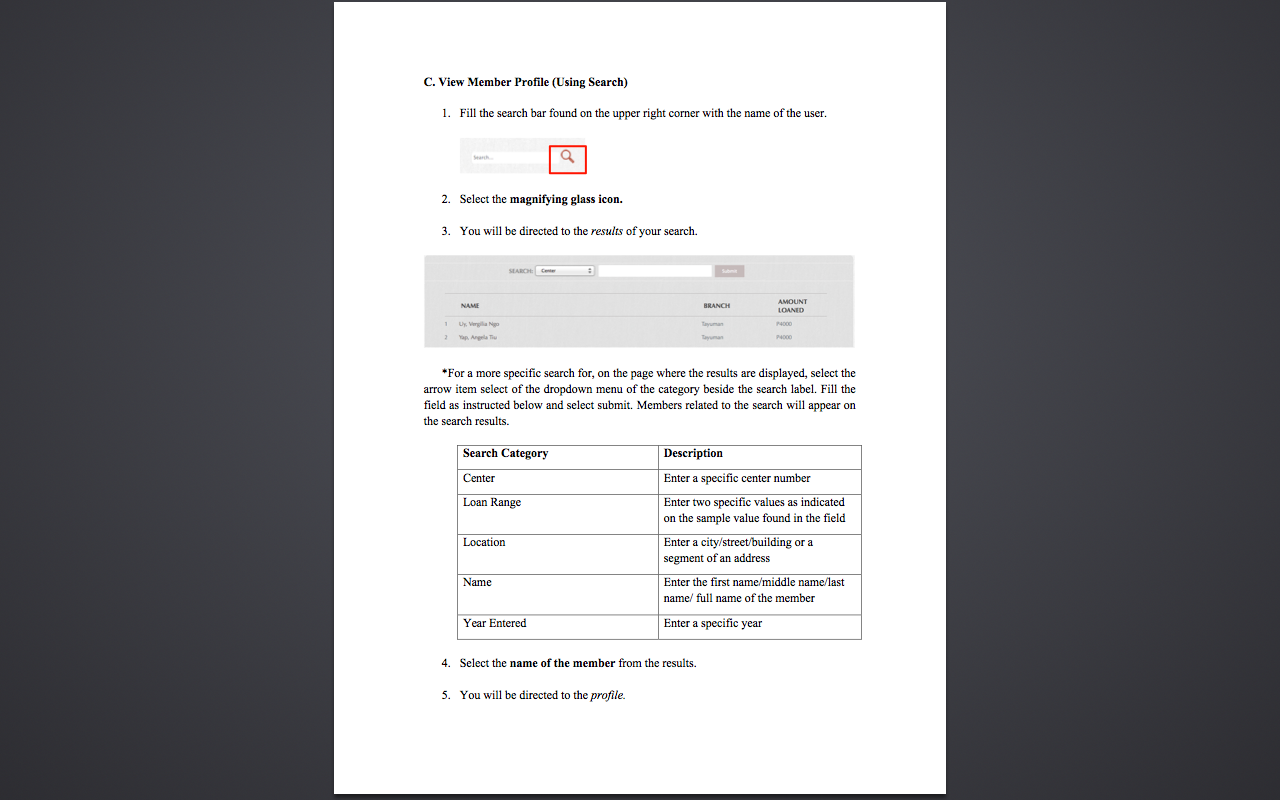 C. View Member Profile (Using Search)
1. Fill the search bar found on the upper right corner with the name of the user.
Search...
2. Select the magnifying glass icon.
3. You will be directed to the results of your search.
SEARCH: Center Submit
NAME BRANCH AMOUNT LOANED
1 Uy, Vergilia Ngo Tayuman P4000
2 Yap, Angela Tiu Tayuman P4000
*For a more specific search for, on the page where the results are displayed, select the
arrow item select of the dropdown menu of the category beside the search label. Fill the
field as instructed below and select submit. Members related to the search will appear on
the search results.
Search Category Description
Center Enter a specific center number
Loan Range Enter two specific values as indicated
on the sample value found in the field
Location Enter a city/street/building or a
segment of an address
Name Enter the first name/middle name/last
name/ full name of the member
Year Entered Enter a specific year
4. Select the name of the member from the results.
5. You will be directed to the profile.